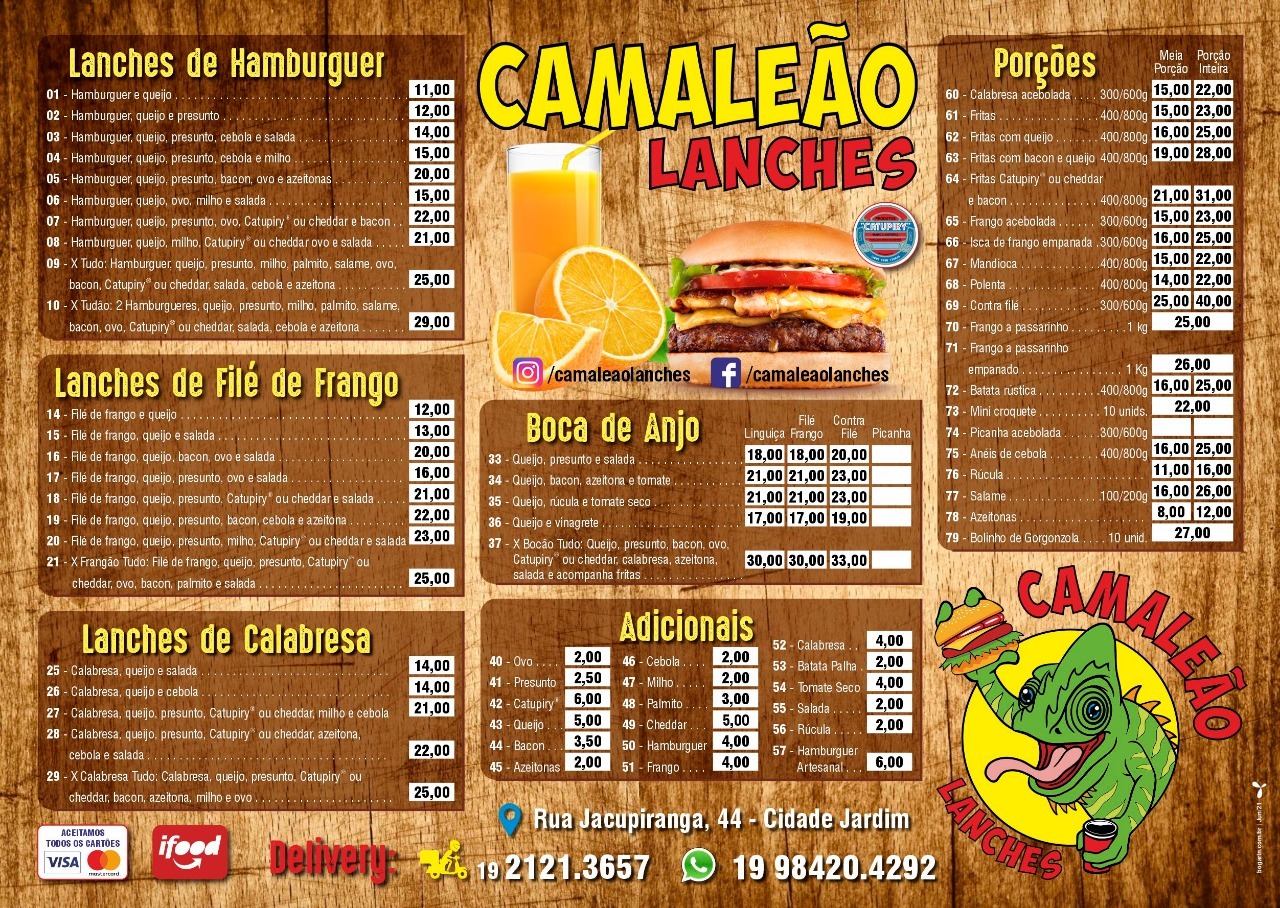 Lanches de Hamburguer
01 - Hamburguer e queijo 11,00
02 - Hamburguer, queijo e presunto 12,00
03 - Hamburguer, queijo, presunto, cebola e salada 14,00
04 - Hamburguer, queijo, presunto, cebola e milho 15,00
05 - Hamburguer, queijo, presunto, bacon, ovo e azeitonas 20,00
06 - Hamburguer, queijo, ovo, milho e salada 15,00
07 - Hamburguer, queijo, presunto, ovo, Catupiry® ou cheddar e bacon 22,00
08 - Hamburguer, queijo, milho, Catupiry® ou cheddar ovo e salada 21,00
09 - X Tudo: Hamburguer, queijo, presunto, milho, palmito, salame, ovo,
bacon, Catupiry® ou cheddar, salada, cebola e azeitona 25,00
10 - X Tudão: 2 Hamburgueres, queijo, presunto, milho, palmito, salame,
bacon, ovo, Catupiry® ou cheddar, salada, cebola e azeitona 29,00
Lanches de Filé de Frango
14 - Filé de frango e queijo 12,00
15 - Filé de frango, queijo e salada 13,00
16 - Filé de frango, queijo, bacon, ovo e salada 20,00
17 - Filé de frango, queijo, presunto, ovo e salada 16,00
18 - Filé de frango, queijo, presunto, Catupiry® ou cheddar e salada 21,00
19 - Filé de frango, queijo, presunto, bacon, cebola e azeitona 22,00
20 - Filé de frango, queijo, presunto, milho, Catupiry® ou cheddar e salada 23,00
21 - X Frangão Tudo: File de frango, queijo, presunto, Catupiry® ou
cheddar, ovo, bacon, palmito e salada 25,00
Lanches de Calabresa
25 - Calabresa, queijo e salada 14,00
26 - Calabresa, queijo e cebola 14,00
27 - Calabresa, queijo, presunto, Catupiry® ou cheddar, milho e cebola 21,00
28 - Calabresa, queijo, presunto, Catupiry® ou cheddar, azeitona,
cebola e salada 22,00
29 - X Calabresa Tudo: Calabresa, queijo, presunto, Catupiry® ou
cheddar, bacon, azeitona, milho e ovo 25,00
ACEITAMOS
TODOS OS CARTÕES
VISA
mastercard
ifood
CAMALEÃO
LANCHES
CATUPIRY
/camaleaolanches
/camaleaolanches
Boca de Anjo
Linguiça Filé Frango Contra Filé Picanha
33 - Queijo, presunto e salada 18,00 18,00 20,00
34 - Queijo, bacon, azeitona e tomate 21,00 21,00 23,00
35 - Queijo, rúcula e tomate seco 21,00 21,00 23,00
36 - Queijo e vinagrete 17,00 17,00 19,00
37 - X Bocão Tudo: Queijo, presunto, bacon, ovo,
Catupiry® ou cheddar, calabresa, azeitona, 30,00 30,00 33,00
salada e acompanha fritas
Adicionais
40 - Ovo 2,00
41 - Presunto 2,50
42 - Catupiry® 6,00
43 - Queijo 5,00
44 - Bacon 3,50
45 - Azeitonas 2,00
46 - Cebola 2,00
47 - Milho 2,00
48 - Palmito 3,00
49 - Cheddar 5,00
50 - Hamburguer 4,00
51 - Frango 4,00
52 - Calabresa 4,00
53 - Batata Palha 2,00
54 - Tomate Seco 4,00
55 - Salada 2,00
56 - Rúcula 2,00
57 - Hamburguer
Artesanal 6,00
Rua Jacupiranga, 44 - Cidade Jardim
Delivery: 19 2121.3657 19 98420.4292
Porções
Meia Porção Porção Inteira
60 - Calabresa acebolada 300/600g 15,00 22,00
61 - Fritas 400/800g 15,00 23,00
62 - Fritas com queijo 400/800g 16,00 25,00
63 - Fritas com bacon e queijo 400/800g 19,00 28,00
64 - Fritas Catupiry® ou cheddar
e bacon 400/800g 21,00 31,00
65 - Frango acebolada 300/600g 15,00 23,00
66 - Isca de frango empanada 300/600g 16,00 25,00
67 - Mandioca 400/800g 15,00 22,00
68 - Polenta 400/800g 14,00 22,00
69 - Contra filé 300/600g 25,00 40,00
70 - Frango a passarinho 1 kg 25,00
71 - Frango a passarinho
empanado 1 Kg 26,00
72 - Batata rústica 400/800g 16,00 25,00
73 - Mini croquete 10 unids. 22,00
74 - Picanha acebolada 300/600g
75 - Anéis de cebola 400/800g 16,00 25,00
76 - Rúcula 11,00 16,00
77 - Salame 100/200g 16,00 26,00
78 - Azeitonas 8,00 12,00
79 - Bolinho de Gorgonzola 10 unid. 27,00
CAMALEÃO
LANCHES